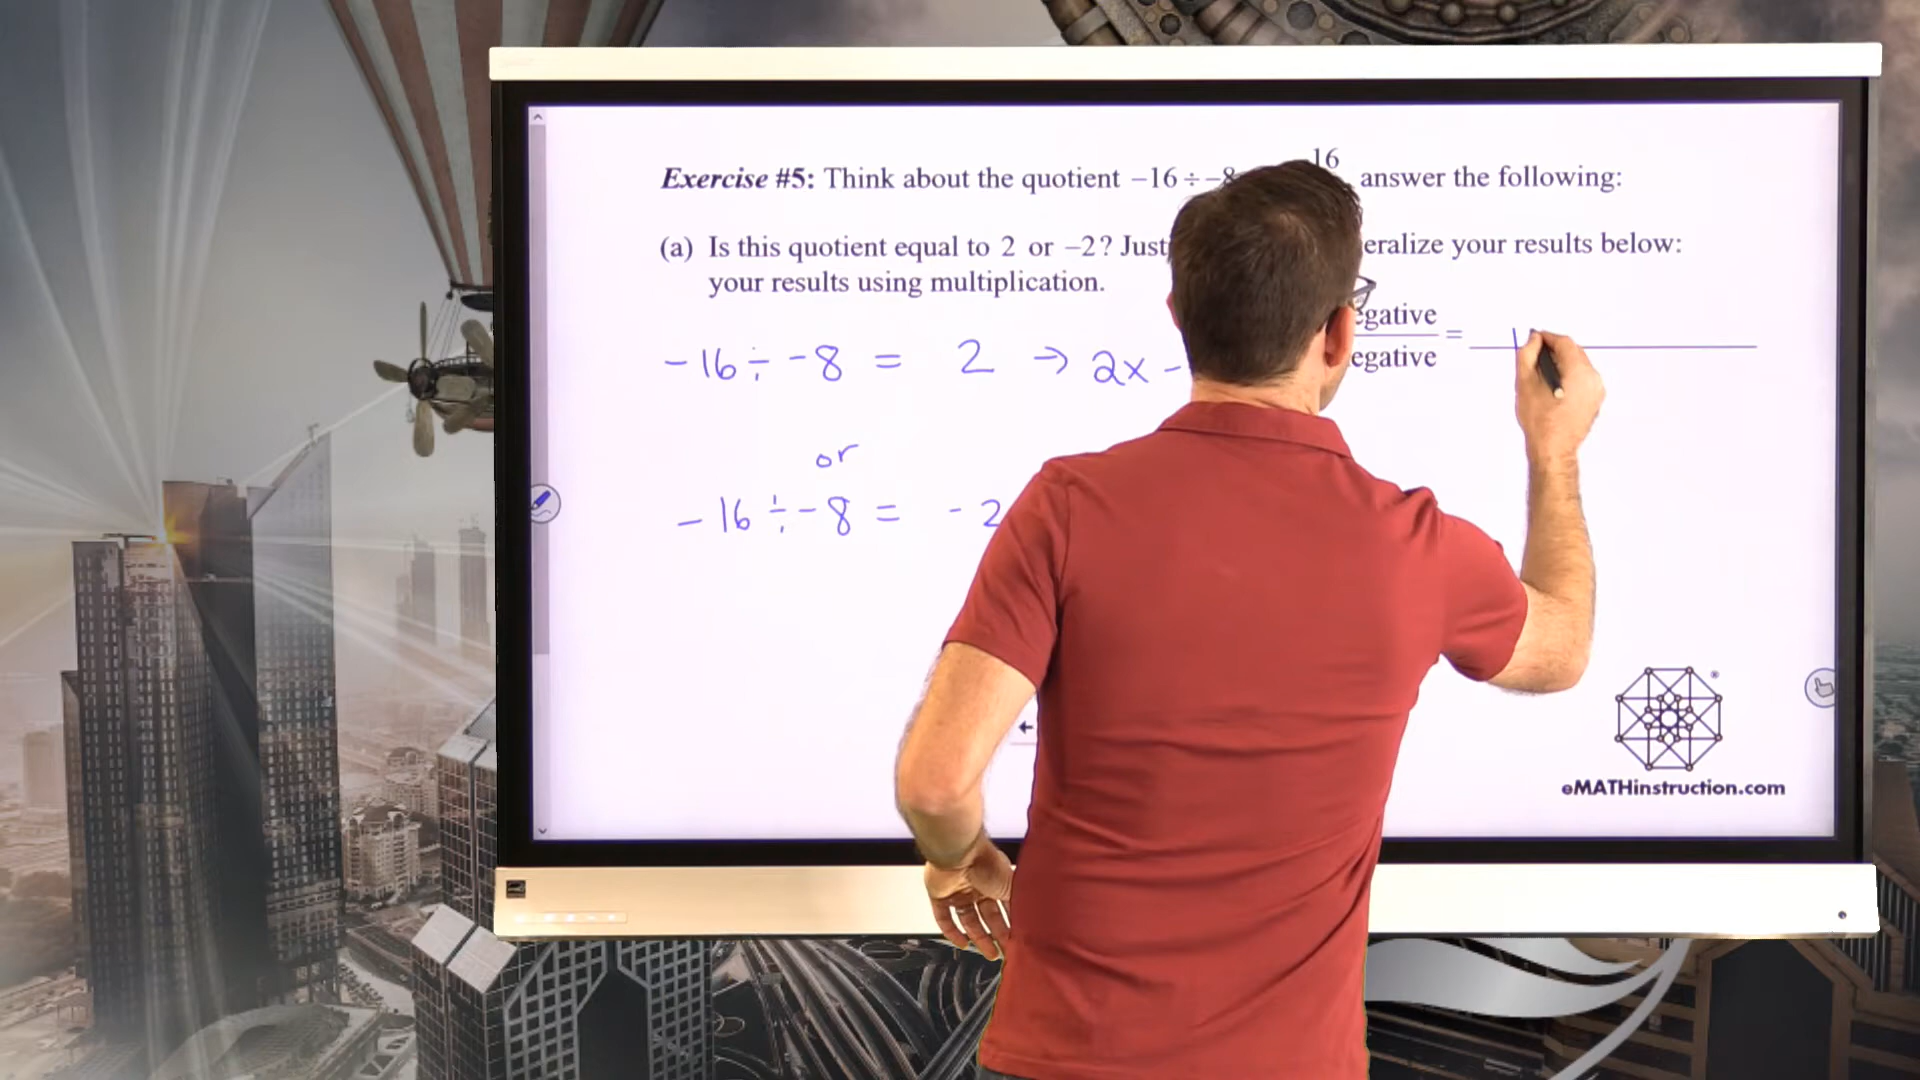 Exercise #5: Think about the quotient −16 ÷ −8 16 answer the following:
(a) Is this quotient equal to 2 or −2? Just
your results using multiplication.
eralize your results below:
egative
egative
=
-16 ÷ -8 = 2 → 2x -
or
-16 ÷ -8 = -2
eMATHinstruction.com